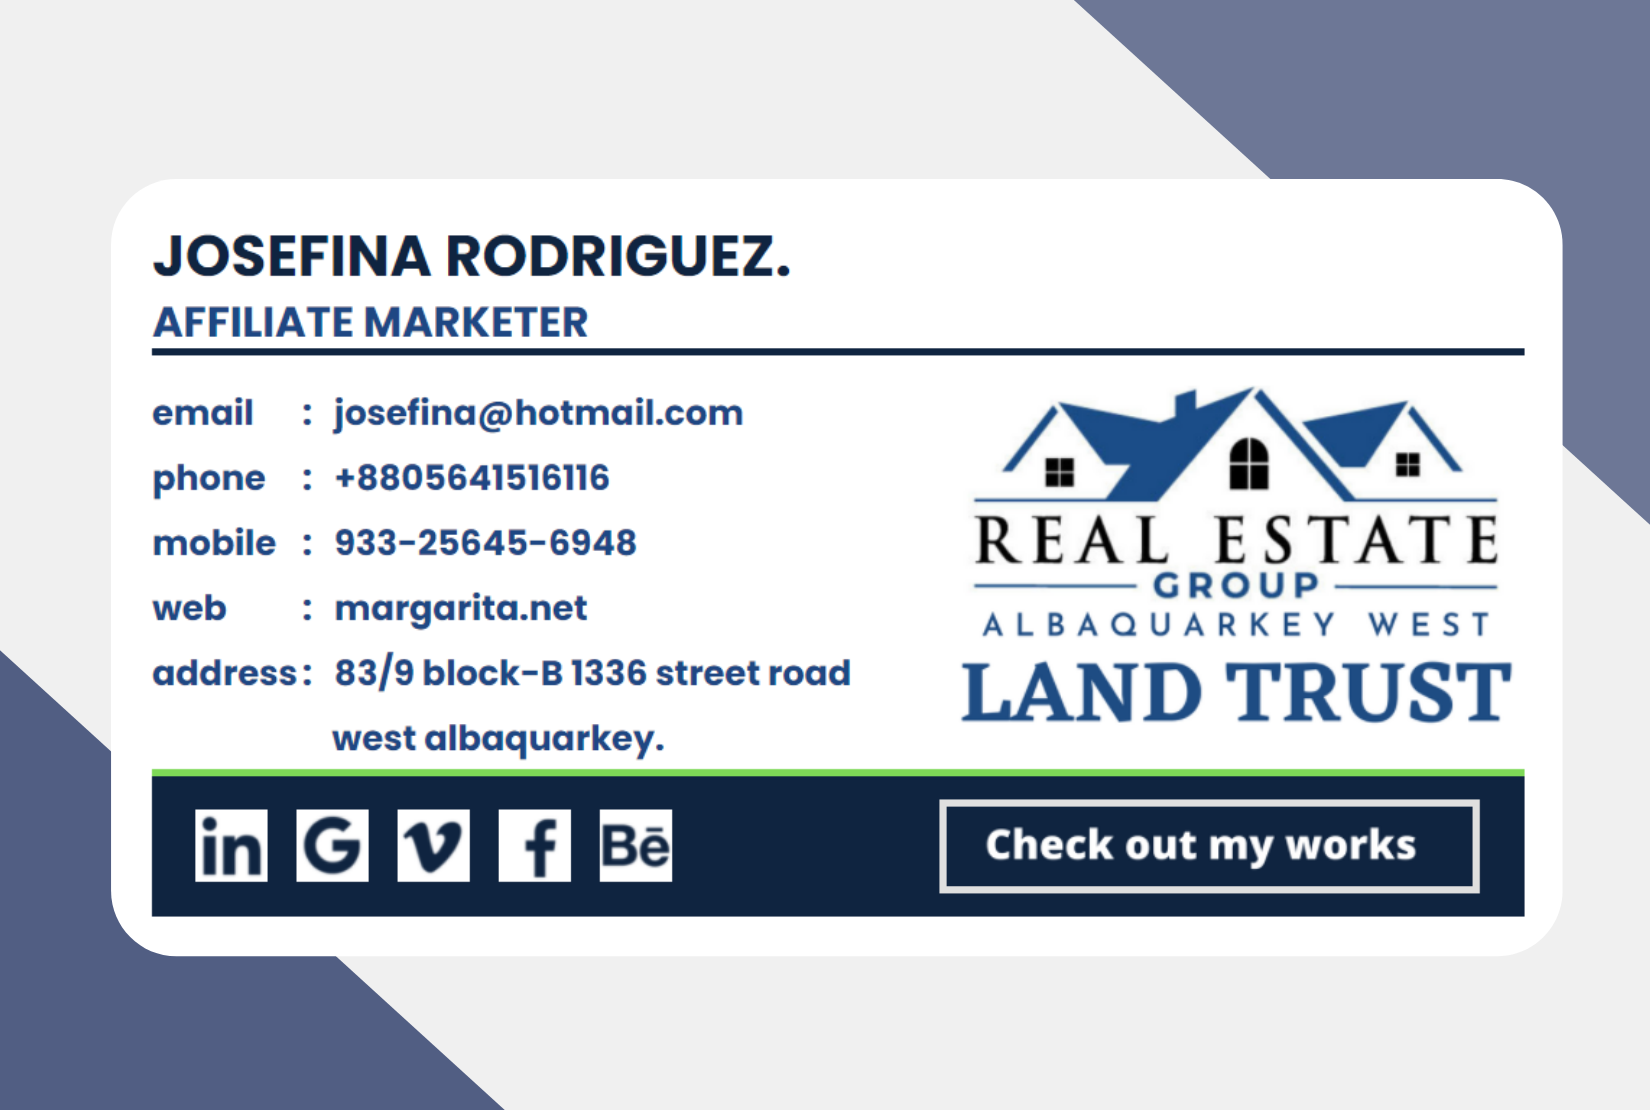 JOSEFINA RODRIGUEZ.
AFFILIATE MARKETER
email : josefina@hotmail.com
phone : +8805641516116
mobile : 933-25645-6948
web : margarita.net
address : 83/9 block-B 1336 street road
west albaquarkey.
REAL ESTATE
GROUP
ALBAQUARKEY WEST
LAND TRUST
in G v f Bē
Check out my works